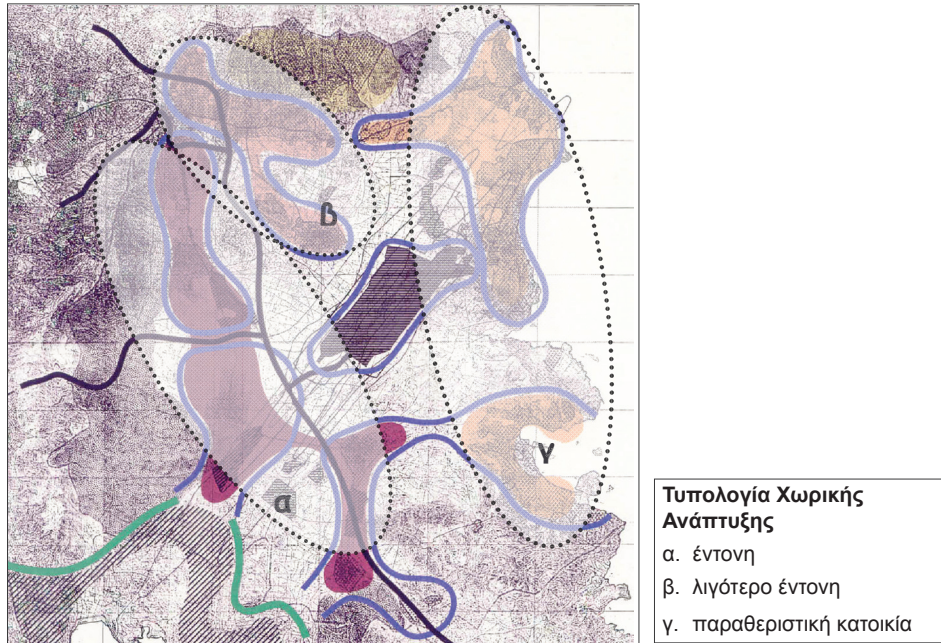 β
γ
α
Τυπολογία Χωρικής
Ανάπτυξης
α. έντονη
β. λιγότερο έντονη
γ. παραθεριστική κατοικία